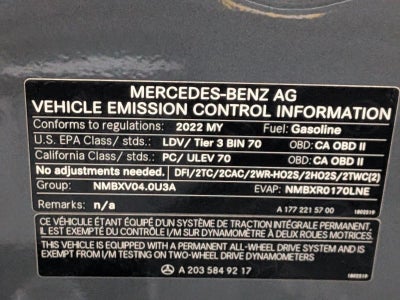 MERCEDES-BENZ AG
VEHICLE EMISSION CONTROL INFORMATION
Conforms to regulations: 2022 MY Fuel: Gasoline
U.S. EPA Class/ stds.: LDV/ Tier 3 BIN 70 OBD: CA OBD II
California Class/ stds.: PC/ ULEV 70 OBD: CA OBD II
No adjustments needed. DFI/2TC/2CAC/2WR-HO2S/2HO2S/2TWC(2)
Group: NMBXV04.0U3A EVAP: NMBXR0170LNE
Remarks: n/a A 177 221 57 00 1802219
CE VÉHICULE ÉTANT ÉQUIPÉ D'UN SYSTÈME DE TRACTION INTÉGRALE PERMANENT,
IL EST EXEMPTÉ DU CONTRÔLE I/M SUR DYNAMOMÈTRE À DEUX ROUES MOTRICES.
THIS VEHICLE IS EQUIPPED WITH A PERMANENT ALL-WHEEL DRIVE SYSTEM AND IS
EXEMPT FROM I/M TESTING ON TWO-WHEEL DRIVE DYNAMOMETERS
A 203 584 92 17 1802219